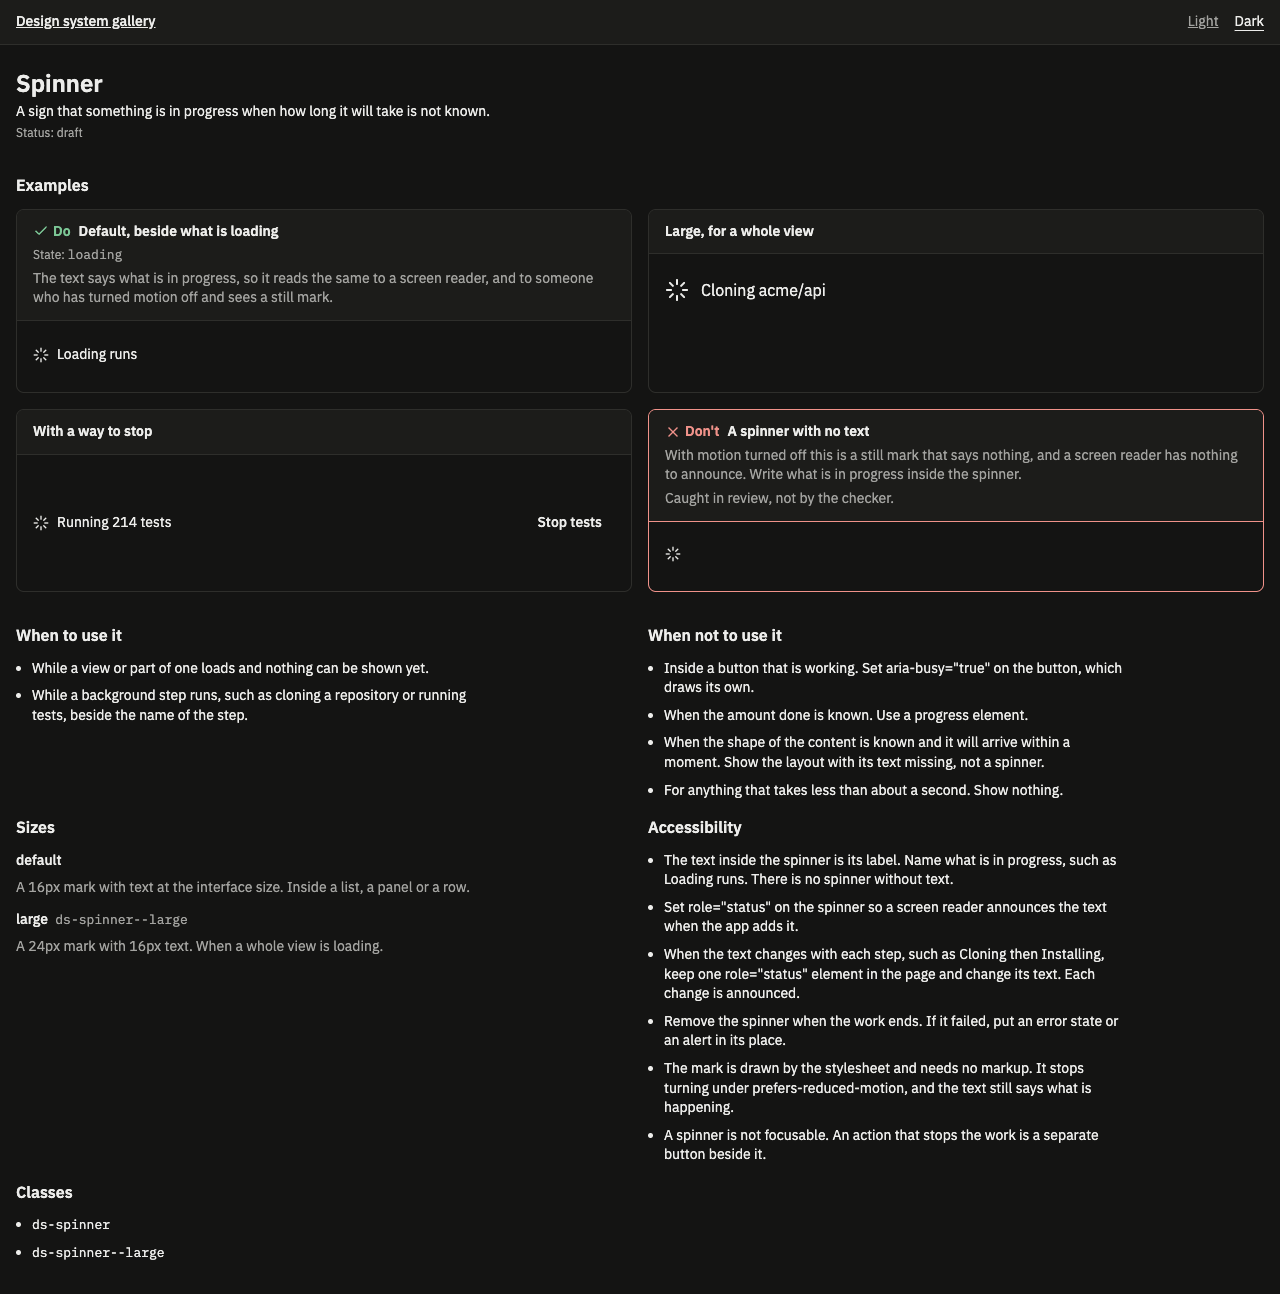 Design system gallery
Light Dark
Spinner
A sign that something is in progress when how long it will take is not known.
Status: draft
Examples
Do Default, beside what is loading
State: loading
The text says what is in progress, so it reads the same to a screen reader, and to someone
who has turned motion off and sees a still mark.
Loading runs
Large, for a whole view
Cloning acme/api
With a way to stop
Running 214 tests
Stop tests
Don't A spinner with no text
With motion turned off this is a still mark that says nothing, and a screen reader has nothing
to announce. Write what is in progress inside the spinner.
Caught in review, not by the checker.
When to use it
• While a view or part of one loads and nothing can be shown yet.
• While a background step runs, such as cloning a repository or running
tests, beside the name of the step.
When not to use it
• Inside a button that is working. Set aria-busy="true" on the button, which
draws its own.
• When the amount done is known. Use a progress element.
• When the shape of the content is known and it will arrive within a
moment. Show the layout with its text missing, not a spinner.
• For anything that takes less than about a second. Show nothing.
Sizes
default
A 16px mark with text at the interface size. Inside a list, a panel or a row.
large ds-spinner--large
A 24px mark with 16px text. When a whole view is loading.
Accessibility
• The text inside the spinner is its label. Name what is in progress, such as
Loading runs. There is no spinner without text.
• Set role="status" on the spinner so a screen reader announces the text
when the app adds it.
• When the text changes with each step, such as Cloning then Installing,
keep one role="status" element in the page and change its text. Each
change is announced.
• Remove the spinner when the work ends. If it failed, put an error state or
an alert in its place.
• The mark is drawn by the stylesheet and needs no markup. It stops
turning under prefers-reduced-motion, and the text still says what is
happening.
• A spinner is not focusable. An action that stops the work is a separate
button beside it.
Classes
• ds-spinner
• ds-spinner--large